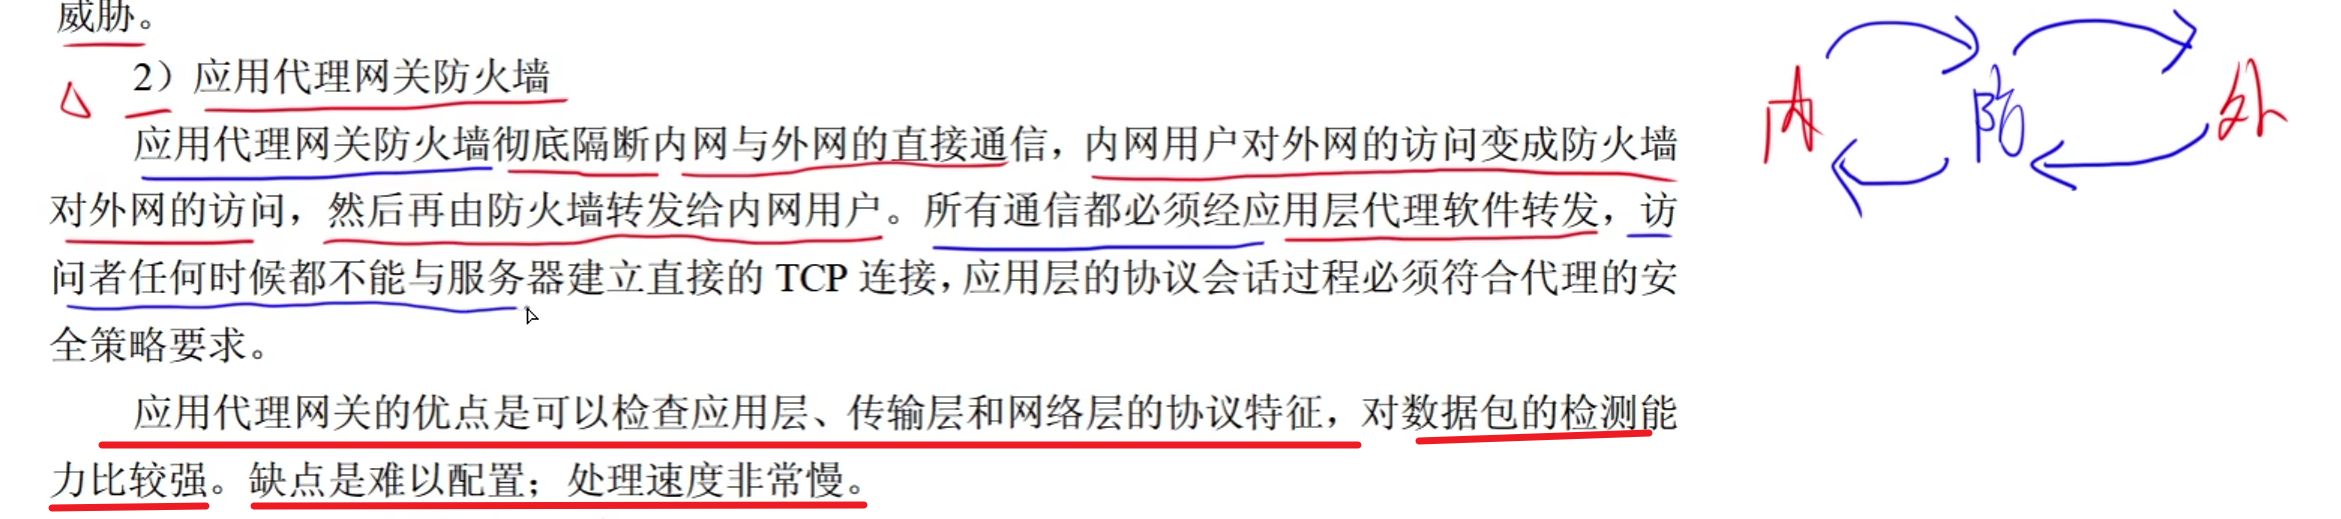 威胁。
2）应用代理网关防火墙
应用代理网关防火墙彻底隔断内网与外网的直接通信，内网用户对外网的访问变成防火墙
对外网的访问，然后再由防火墙转发给内网用户。所有通信都必须经应用层代理软件转发，访
问者任何时候都不能与服务器建立直接的 TCP 连接，应用层的协议会话过程必须符合代理的安
全策略要求。
应用代理网关的优点是可以检查应用层、传输层和网络层的协议特征，对数据包的检测能
力比较强。缺点是难以配置；处理速度非常慢。
内 防 外